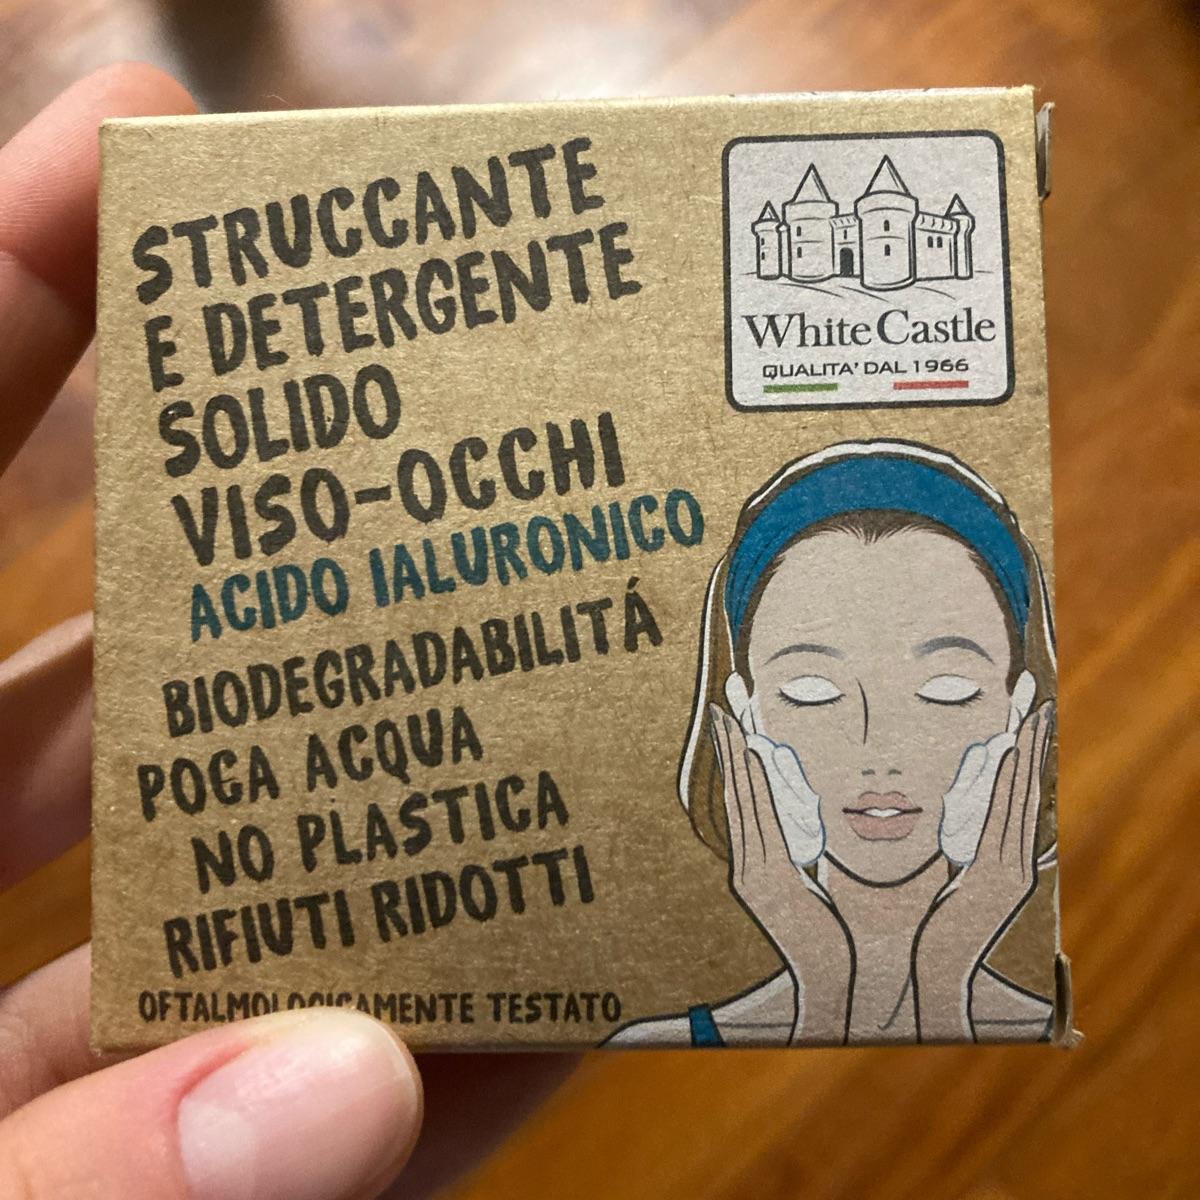 STRUCCANTE
E DETERGENTE
SOLIDO
VISO-OCCHI
ACIDO IALURONICO
BIODEGRADABILITÁ
POCA ACQUA
NO PLASTICA
RIFIUTI RIDOTTI
OFTALMOLOGICAMENTE TESTATO
White Castle
QUALITA' DAL 1966